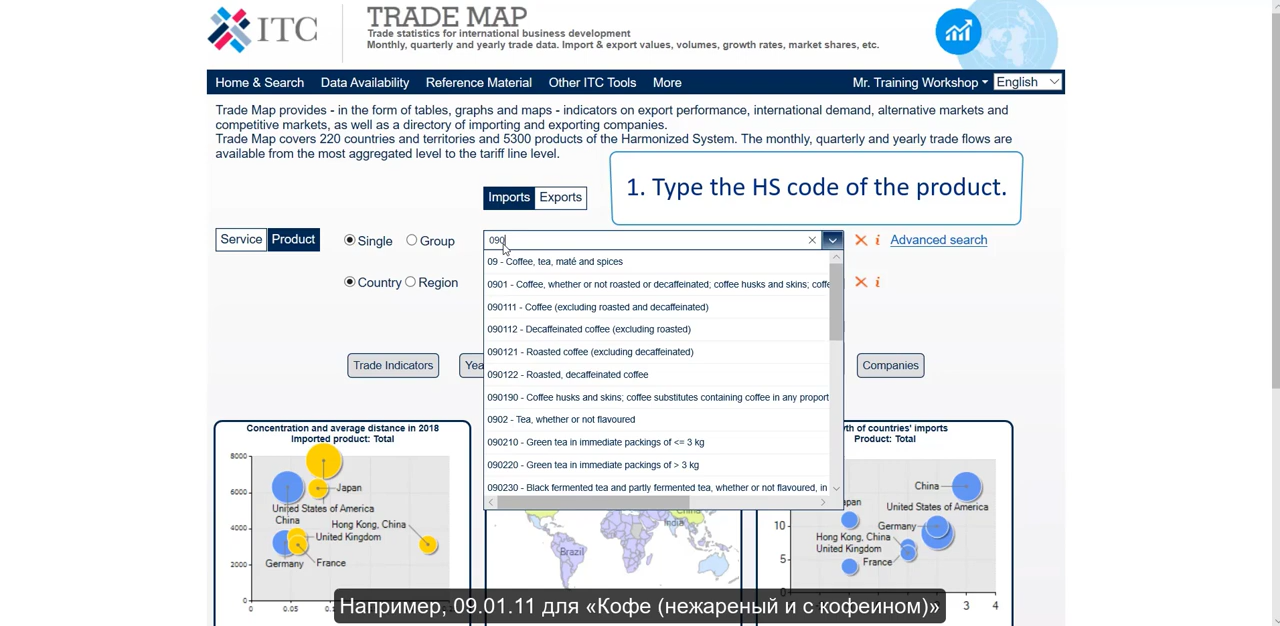 ITC
TRADE MAP
Trade statistics for international business development
Monthly, quarterly and yearly trade data. Import & export values, volumes, growth rates, market shares, etc.
Home & Search Data Availability Reference Material Other ITC Tools More Mr. Training Workshop English
Trade Map provides - in the form of tables, graphs and maps - indicators on export performance, international demand, alternative markets and
competitive markets, as well as a directory of importing and exporting companies.
Trade Map covers 220 countries and territories and 5300 products of the Harmonized System. The monthly, quarterly and yearly trade flows are
available from the most aggregated level to the tariff line level.
1. Type the HS code of the product.
Imports Exports
Service Product Single Group 090 Advanced search
09 - Coffee, tea, maté and spices
Country Region
0901 - Coffee, whether or not roasted or decaffeinated; coffee husks and skins; coffe
090111 - Coffee (excluding roasted and decaffeinated)
090112 - Decaffeinated coffee (excluding roasted)
090121 - Roasted coffee (excluding decaffeinated)
Trade Indicators Yea Companies
090122 - Roasted, decaffeinated coffee
090190 - Coffee husks and skins; coffee substitutes containing coffee in any proport
0902 - Tea, whether or not flavoured
090210 - Green tea in immediate packings of <= 3 kg
090220 - Green tea in immediate packings of > 3 kg
090230 - Black fermented tea and partly fermented tea, whether or not flavoured, in
Concentration and average distance in 2018
Imported product: Total
8000
6000
4000
2000
0
Japan
United States of America
China
Hong Kong, China
United Kingdom
Germany
France
0 0.05 0.1
China
India
Brazil
th of countries' imports
Product: Total
China
United States of America
apan
Germany
Hong Kong, China
United Kingdom
France
10
5
0
3 4
Например, 09.01.11 для «Кофе (нежареный и с кофеином)»